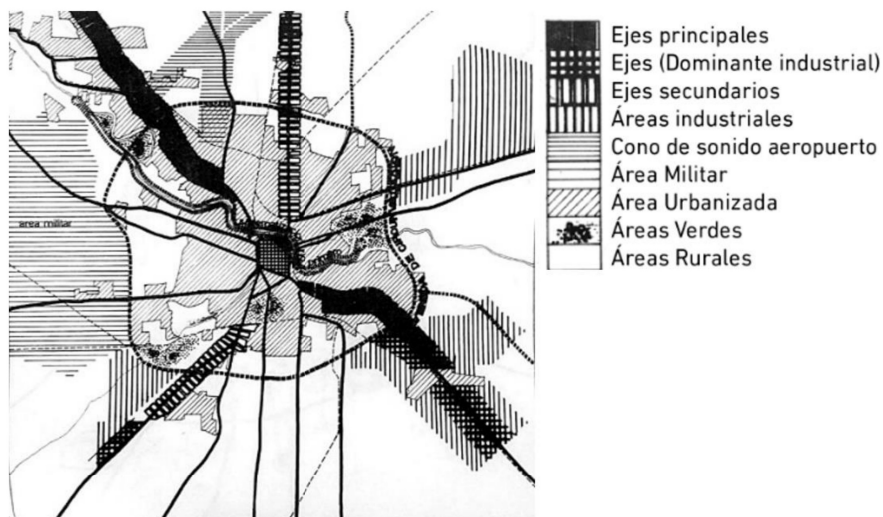 area militar
Ejes principales
Ejes (Dominante industrial)
Ejes secundarios
Áreas industriales
Cono de sonido aeropuerto
Área Militar
Área Urbanizada
Áreas Verdes
Áreas Rurales